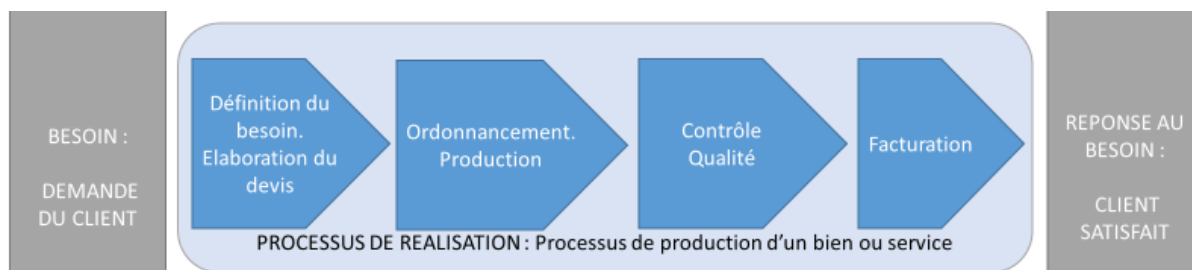 BESOIN :
DEMANDE
DU CLIENT
Définition du
besoin.
Elaboration du
devis
Ordonnancement.
Production
Contrôle
Qualité
Facturation
PROCESSUS DE REALISATION : Processus de production d'un bien ou service
REPONSE AU
BESOIN :
CLIENT
SATISFAIT